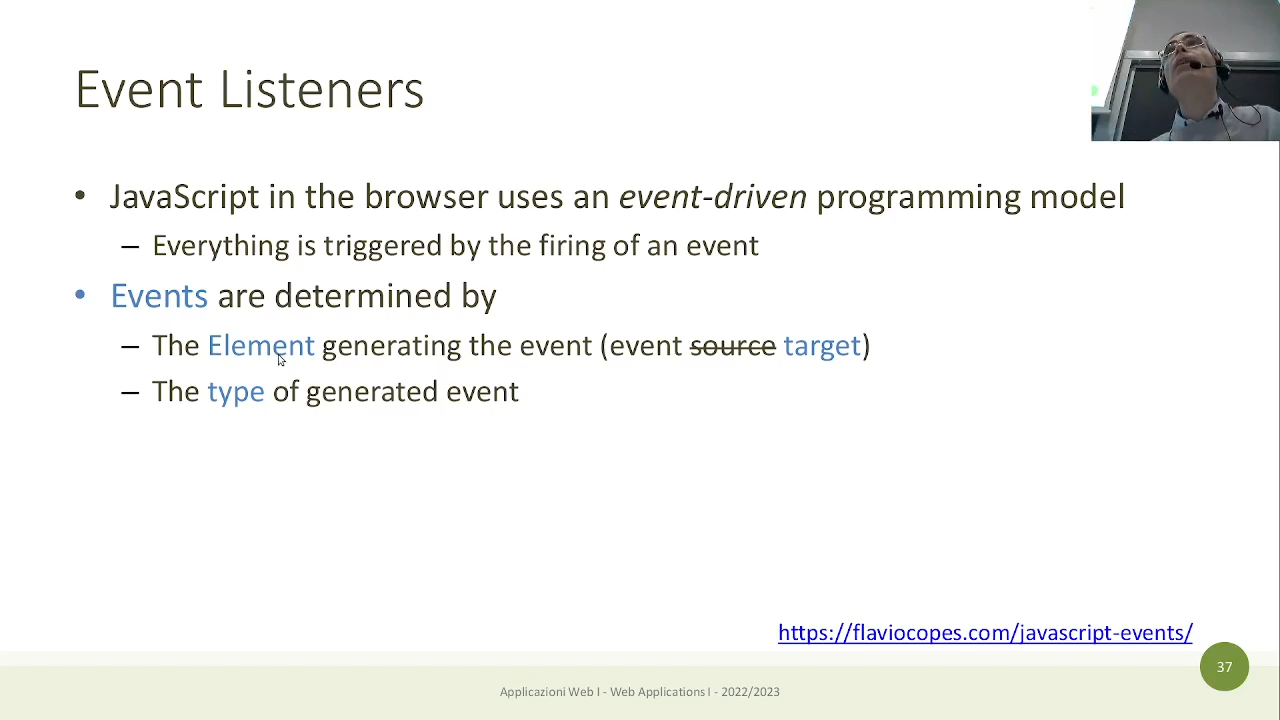 Event Listeners
• JavaScript in the browser uses an event-driven programming model
– Everything is triggered by the firing of an event
• Events are determined by
– The Element generating the event (event source target)
– The type of generated event
https://flaviocopes.com/javascript-events/
37
Applicazioni Web I - Web Applications I - 2022/2023